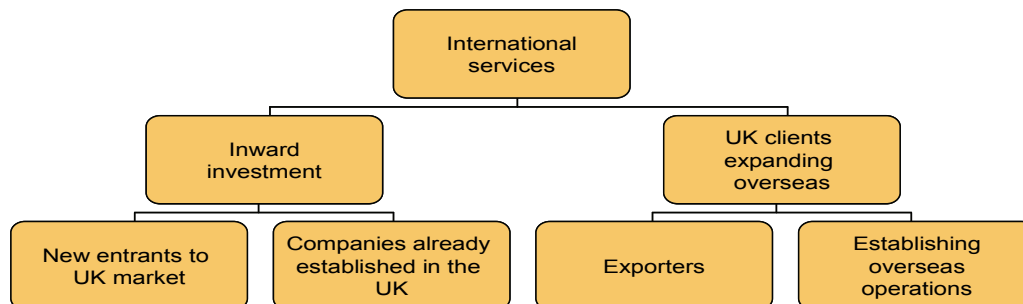 International
services
Inward
investment
UK clients
expanding
overseas
New entrants to
UK market
Companies already
established in the
UK
Exporters
Establishing
overseas
operations